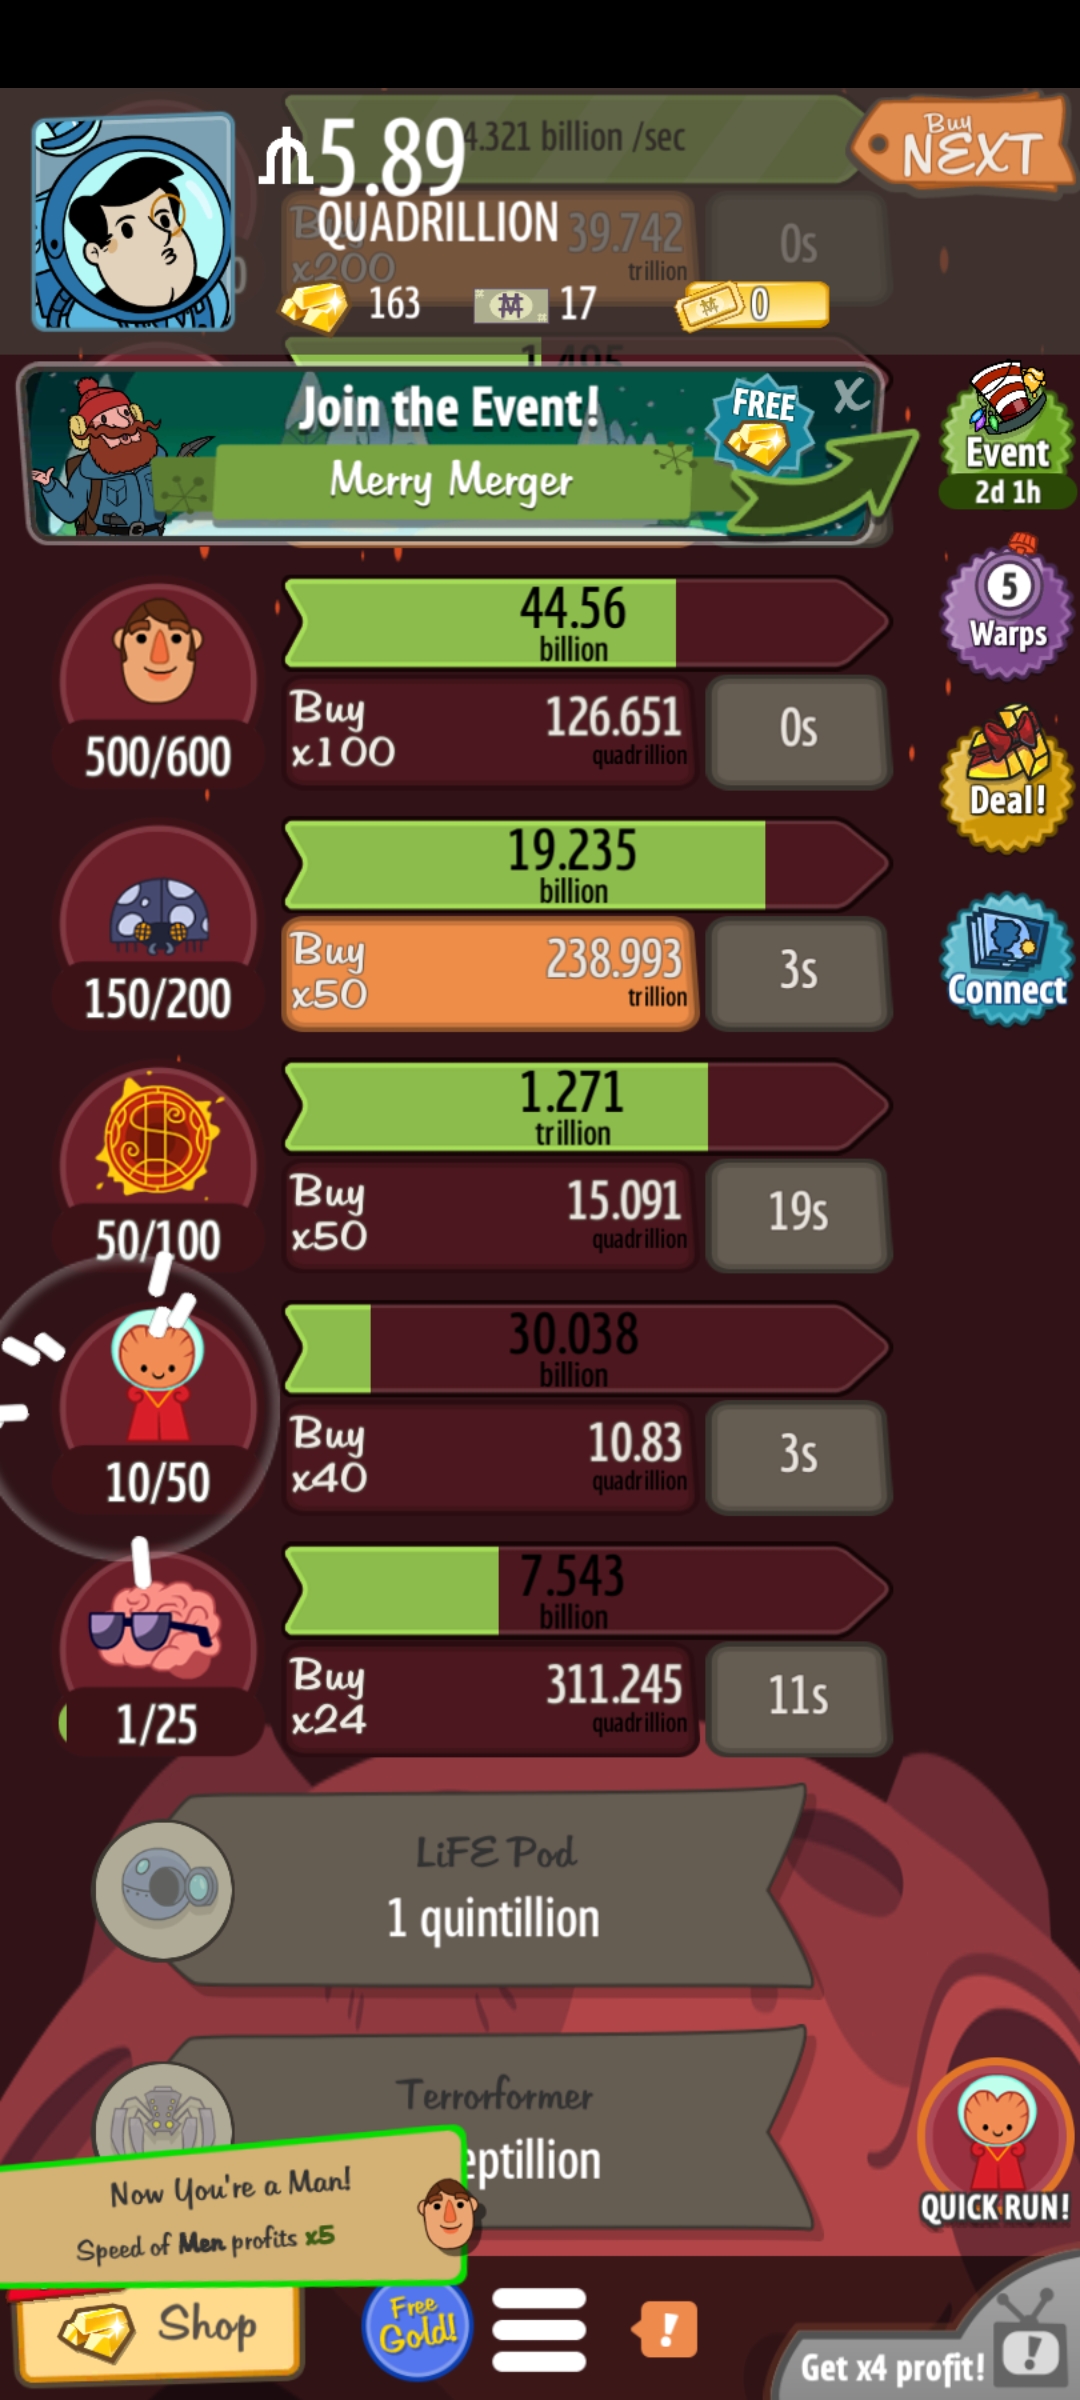 4.321 billion /sec
₥5.89
QUADRILLION
Buy
NEXT
Buy
x200
39.742
trillion
0s
163
17
0
1.495
Join the Event!
FREE
X
Merry Merger
Event
2d 1h
5
Warps
Deal!
Connect
44.56
billion
500/600
Buy
x100
126.651
quadrillion
0s
19.235
billion
150/200
Buy
x50
238.993
trillion
3s
1.271
trillion
50/100
Buy
x50
15.091
quadrillion
19s
30.038
billion
10/50
Buy
x40
10.83
quadrillion
3s
7.543
billion
1/25
Buy
x24
311.245
quadrillion
11s
LiFE Pod
1 quintillion
Terrorformer
eptillion
Now You're a Man!
Speed of Men profits x5
QUICK RUN!
Shop
Free
Gold!
!
Get x4 profit!
!